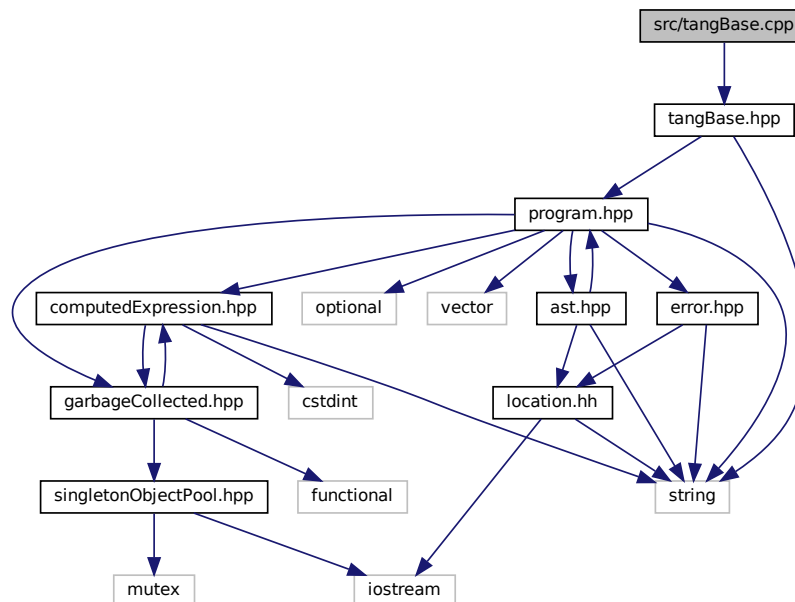 src/tangBase.cpp
tangBase.hpp
program.hpp
computedExpression.hpp
optional
vector
ast.hpp
error.hpp
garbageCollected.hpp
cstdint
location.hh
singletonObjectPool.hpp
functional
string
mutex
iostream